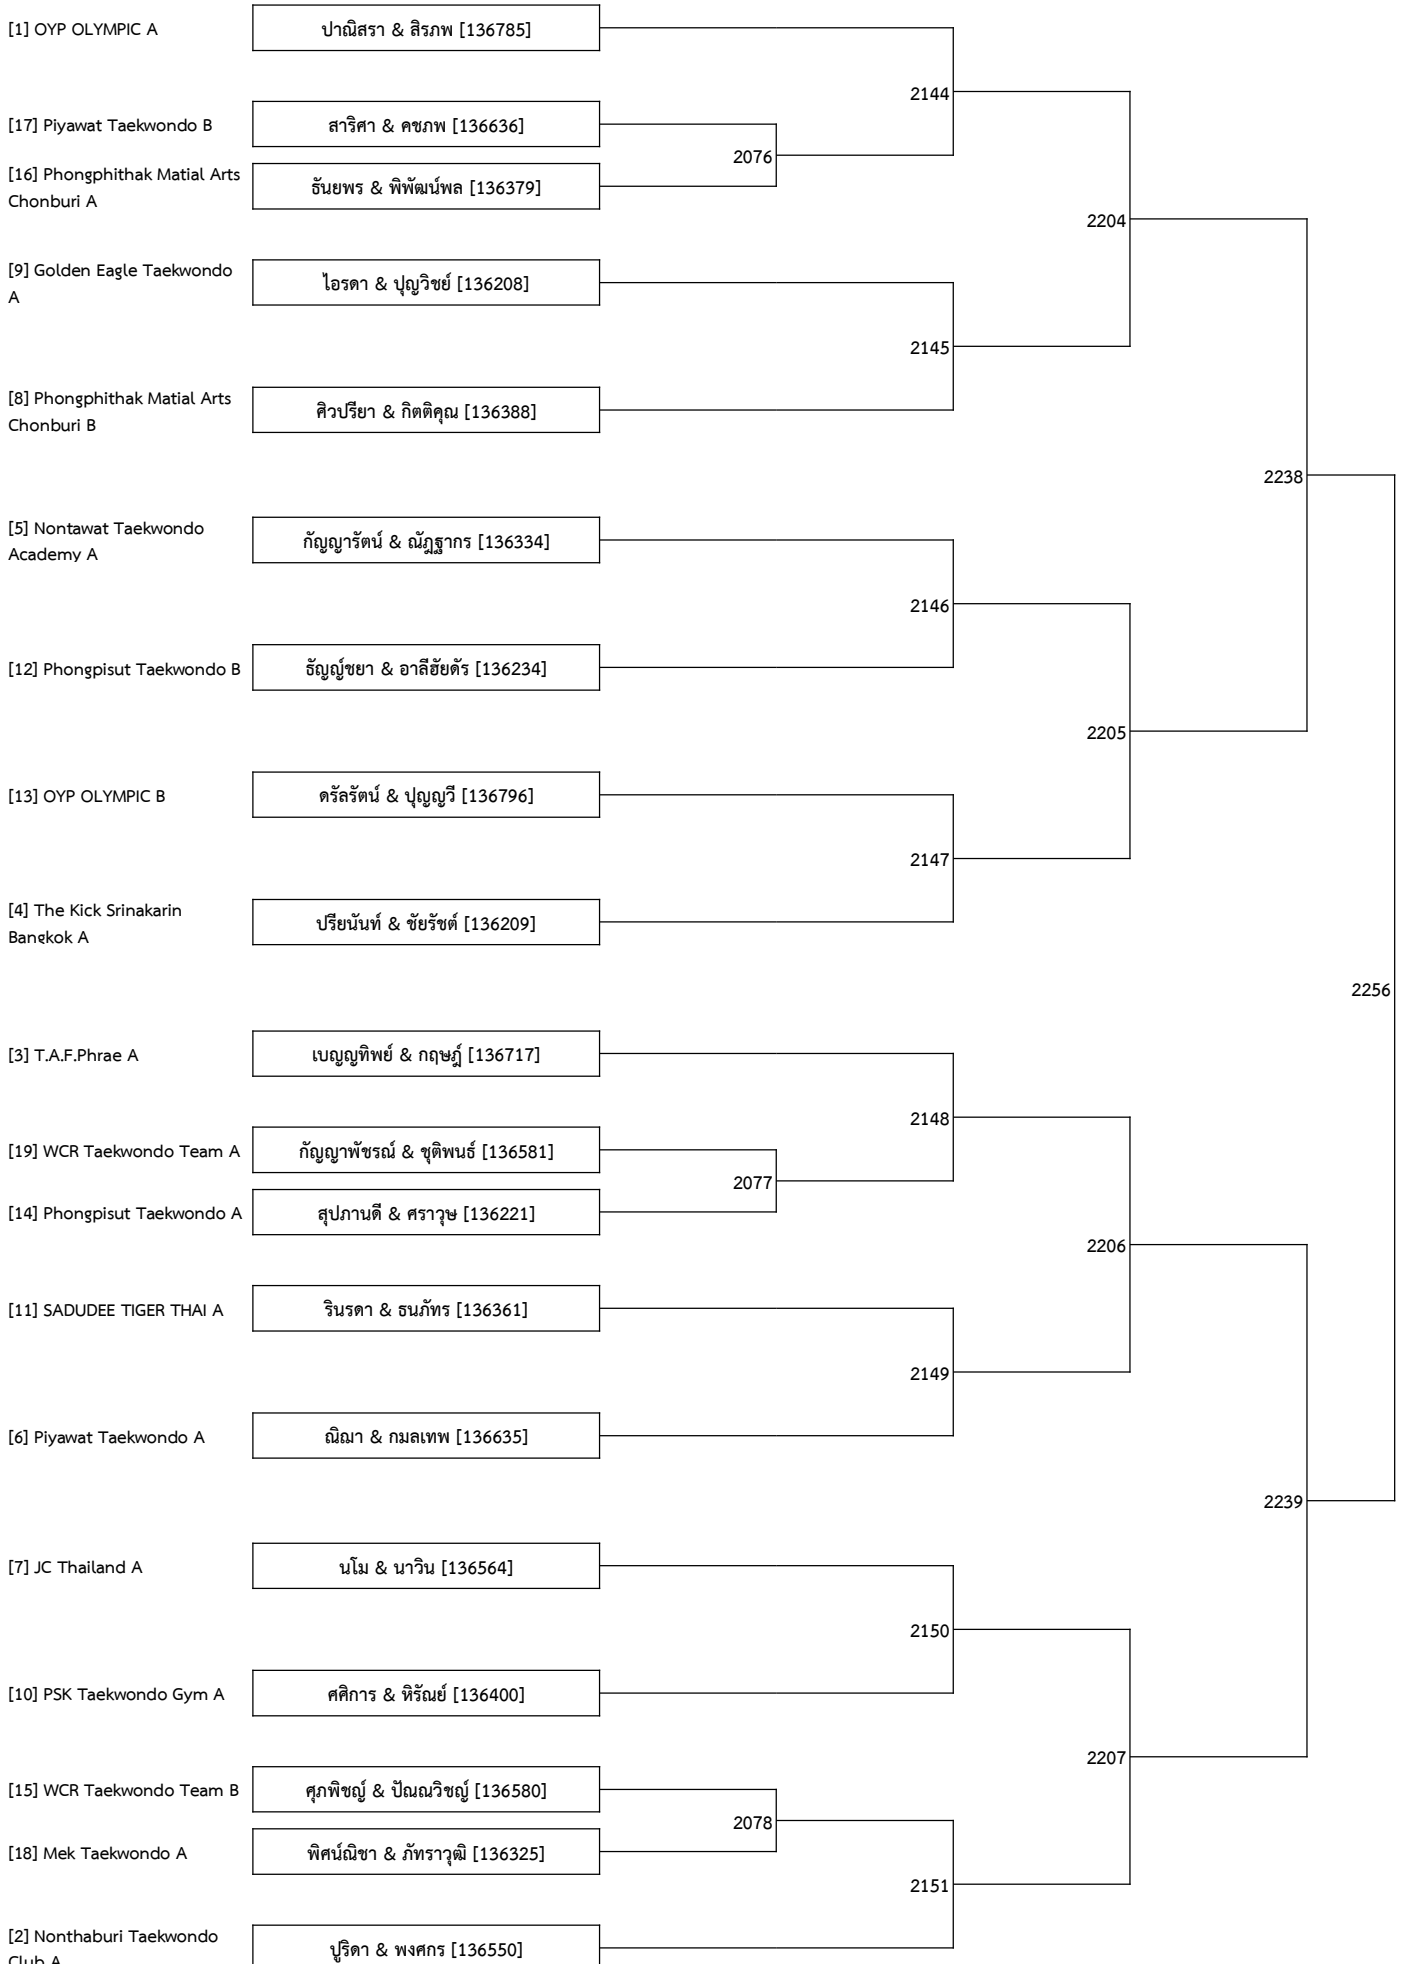 [1] OYP OLYMPIC A
ปาณิสรา & สิรภพ [136785]
2144
[17] Piyawat Taekwondo B
สาริศา & คชภพ [136636]
2076
[16] Phongphithak Matial Arts
Chonburi A
ธันยพร & พิพัฒน์พล [136379]
2204
[9] Golden Eagle Taekwondo
A
ไอรดา & ปุญวิชย์ [136208]
2145
[8] Phongphithak Matial Arts
Chonburi B
ศิวปรียา & กิตติคุณ [136388]
2238
[5] Nontawat Taekwondo
Academy A
กัญญารัตน์ & ณัฏฐากร [136334]
2146
[12] Phongpisut Taekwondo B
ธัญญ์ชยา & อาลีฮัยดัร [136234]
2205
[13] OYP OLYMPIC B
ดรัลรัตน์ & ปุญญวี [136796]
2147
[4] The Kick Srinakarin
Bangkok A
ปรียนันท์ & ชัยรัชต์ [136209]
2256
[3] T.A.F.Phrae A
เบญญทิพย์ & กฤษฎ์ [136717]
2148
[19] WCR Taekwondo Team A
กัญญาพัชรณ์ & ชุติพนธ์ [136581]
2077
[14] Phongpisut Taekwondo A
สุปภานดี & ศราวุษ [136221]
2206
[11] SADUDEE TIGER THAI A
รินรดา & ธนภัทร [136361]
2149
[6] Piyawat Taekwondo A
ณิฌา & กมลเทพ [136635]
2239
[7] JC Thailand A
นโม & นาวิน [136564]
2150
[10] PSK Taekwondo Gym A
ศศิการ & หิรัณย์ [136400]
2207
[15] WCR Taekwondo Team B
ศุภพิชญ์ & ปัณณวิชญ์ [136580]
2078
[18] Mek Taekwondo A
พิศน์ณิชา & ภัทราวุฒิ [136325]
2151
[2] Nonthaburi Taekwondo
Club A
ปูริดา & พงศกร [136550]